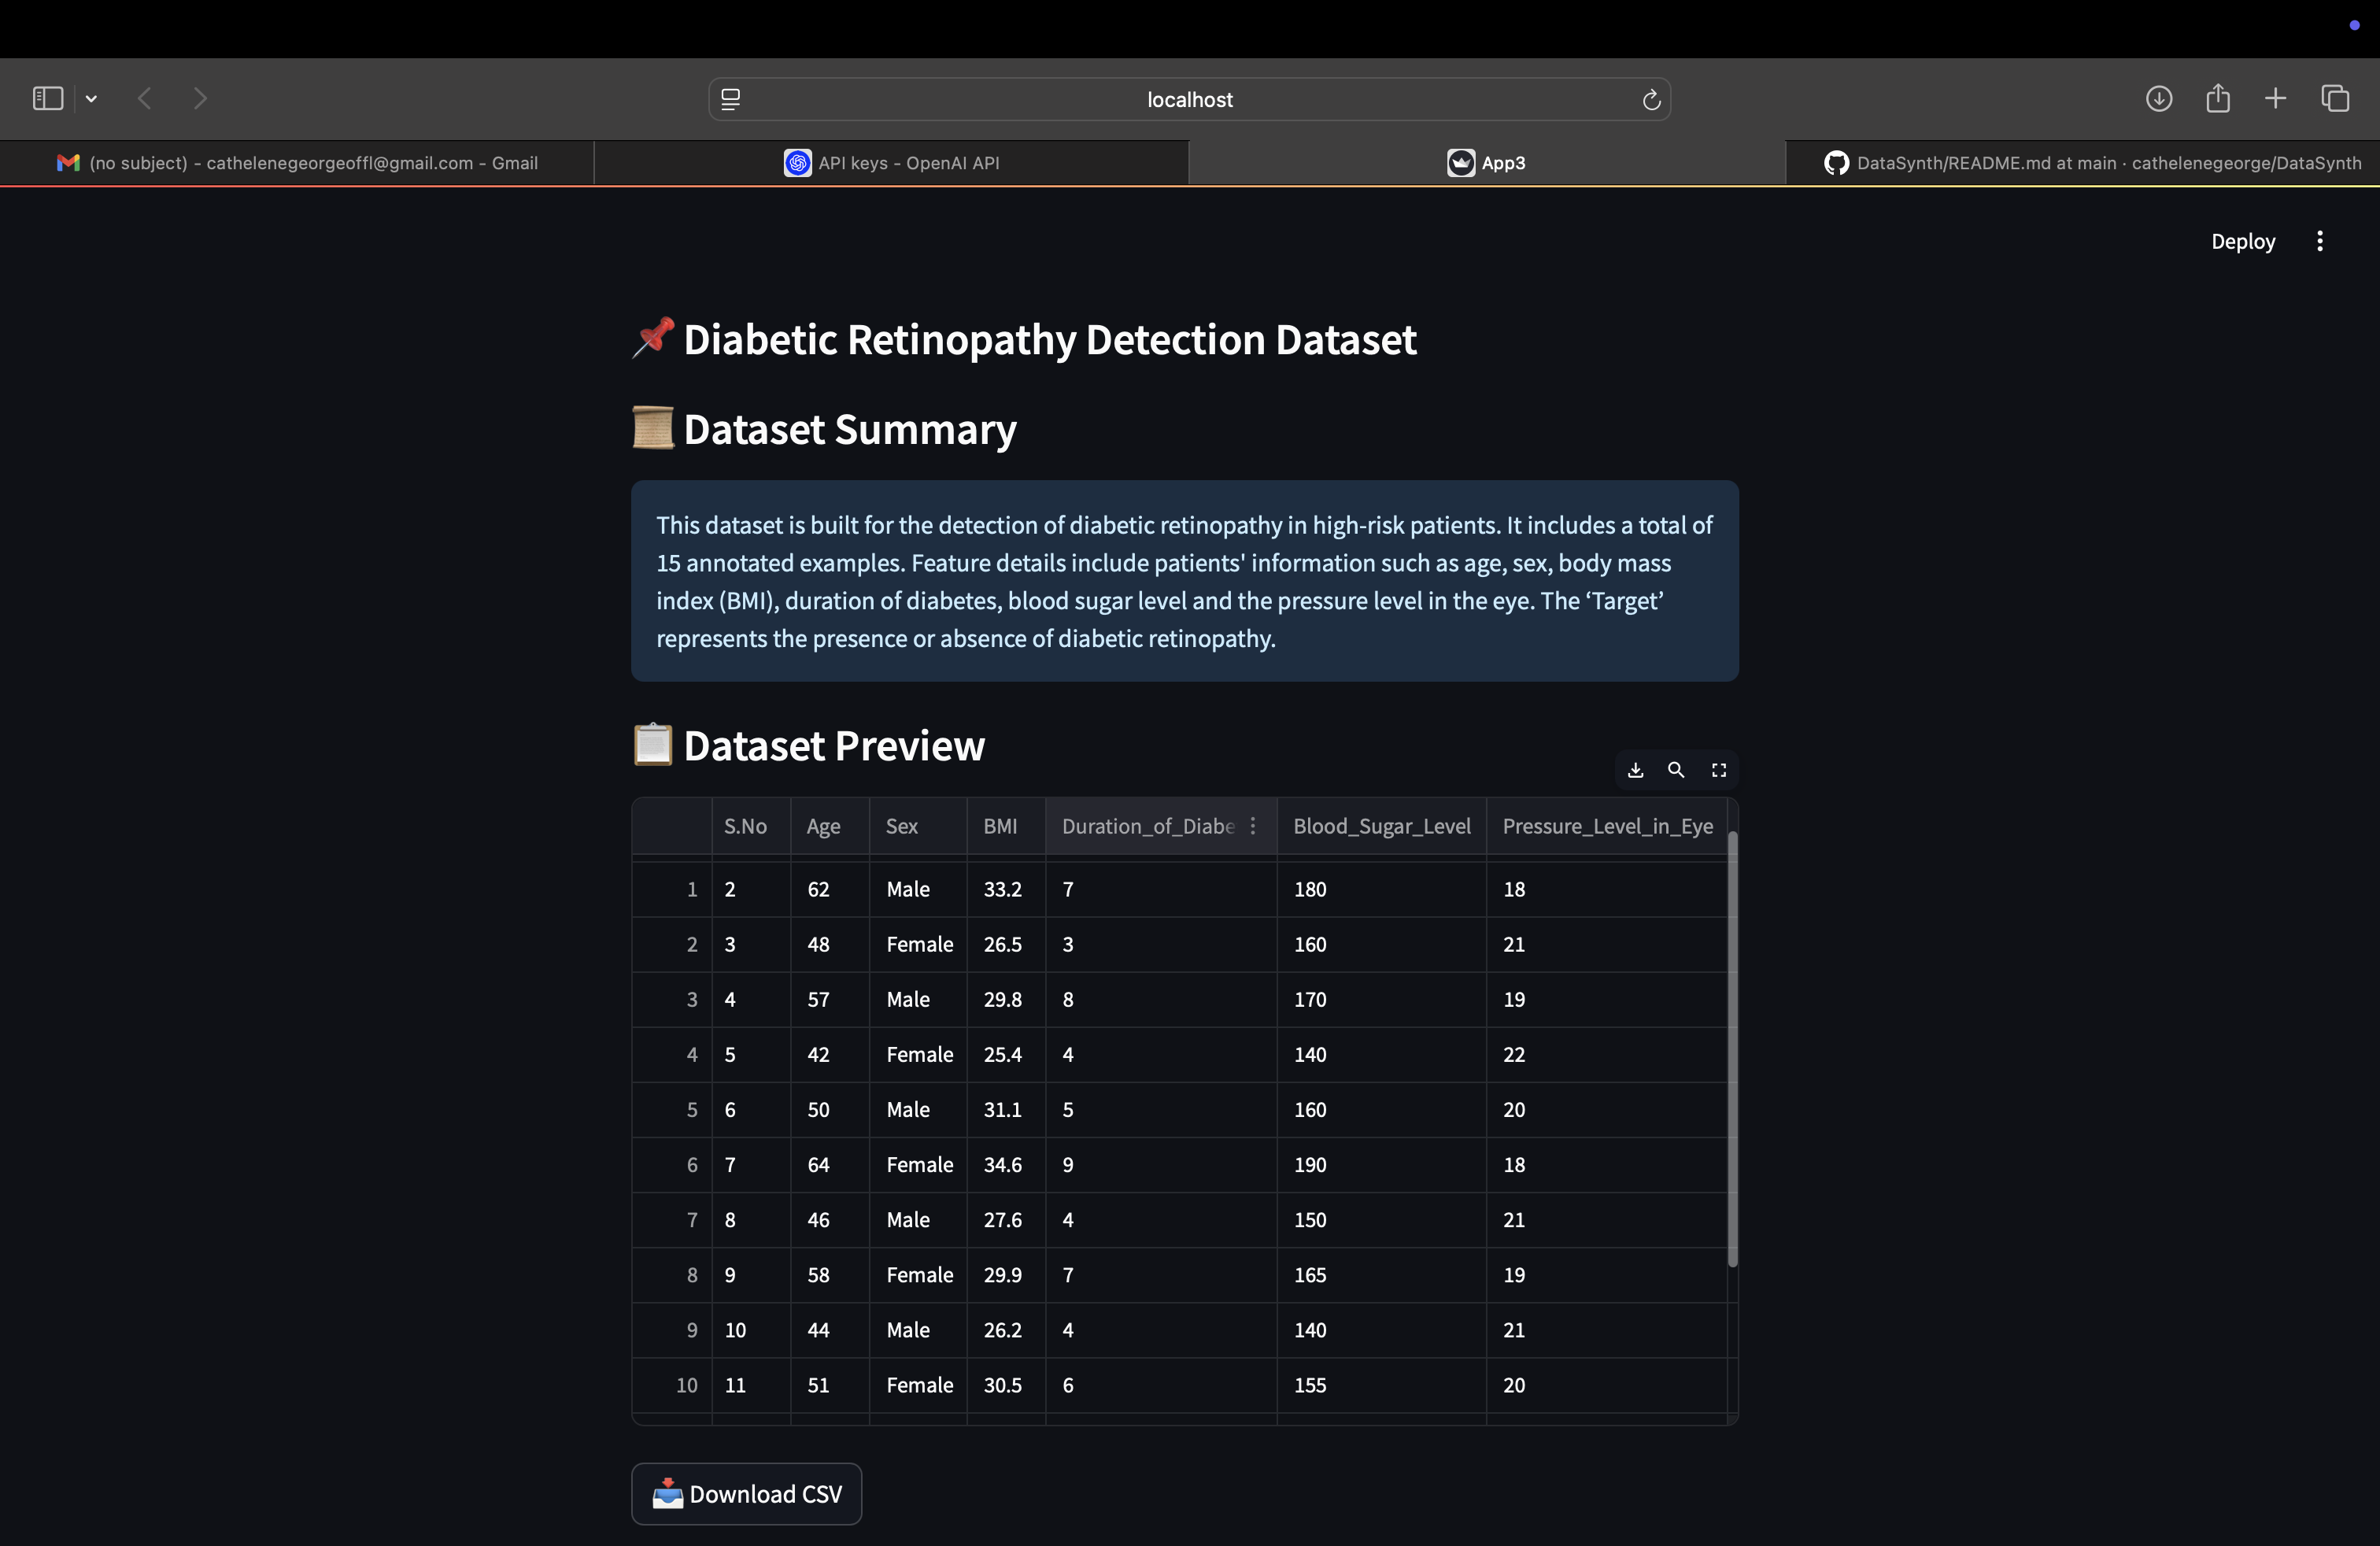 localhost
(no subject) - cathelenegeorgeoffl@gmail.com - Gmail
API keys - OpenAI API
App3
DataSynth/README.md at main · cathelenegeorge/DataSynth
Deploy
Diabetic Retinopathy Detection Dataset
Dataset Summary
This dataset is built for the detection of diabetic retinopathy in high-risk patients. It includes a total of
15 annotated examples. Feature details include patients' information such as age, sex, body mass
index (BMI), duration of diabetes, blood sugar level and the pressure level in the eye. The ‘Target’
represents the presence or absence of diabetic retinopathy.
Dataset Preview
S.No Age Sex BMI Duration_of_Diabe Blood_Sugar_Level Pressure_Level_in_Eye
1 2 62 Male 33.2 7 180 18
2 3 48 Female 26.5 3 160 21
3 4 57 Male 29.8 8 170 19
4 5 42 Female 25.4 4 140 22
5 6 50 Male 31.1 5 160 20
6 7 64 Female 34.6 9 190 18
7 8 46 Male 27.6 4 150 21
8 9 58 Female 29.9 7 165 19
9 10 44 Male 26.2 4 140 21
10 11 51 Female 30.5 6 155 20
Download CSV